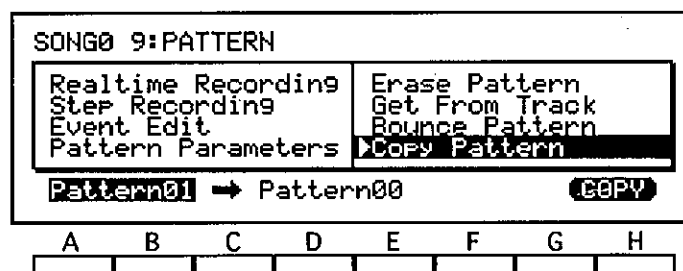 SONG0 9:PATTERN
Realtime Recording
Step Recording
Event Edit
Pattern Parameters
Erase Pattern
Get From Track
Bounce Pattern
▶Copy Pattern
Pattern01 ➡ Pattern00 COPY
A B C D E F G H